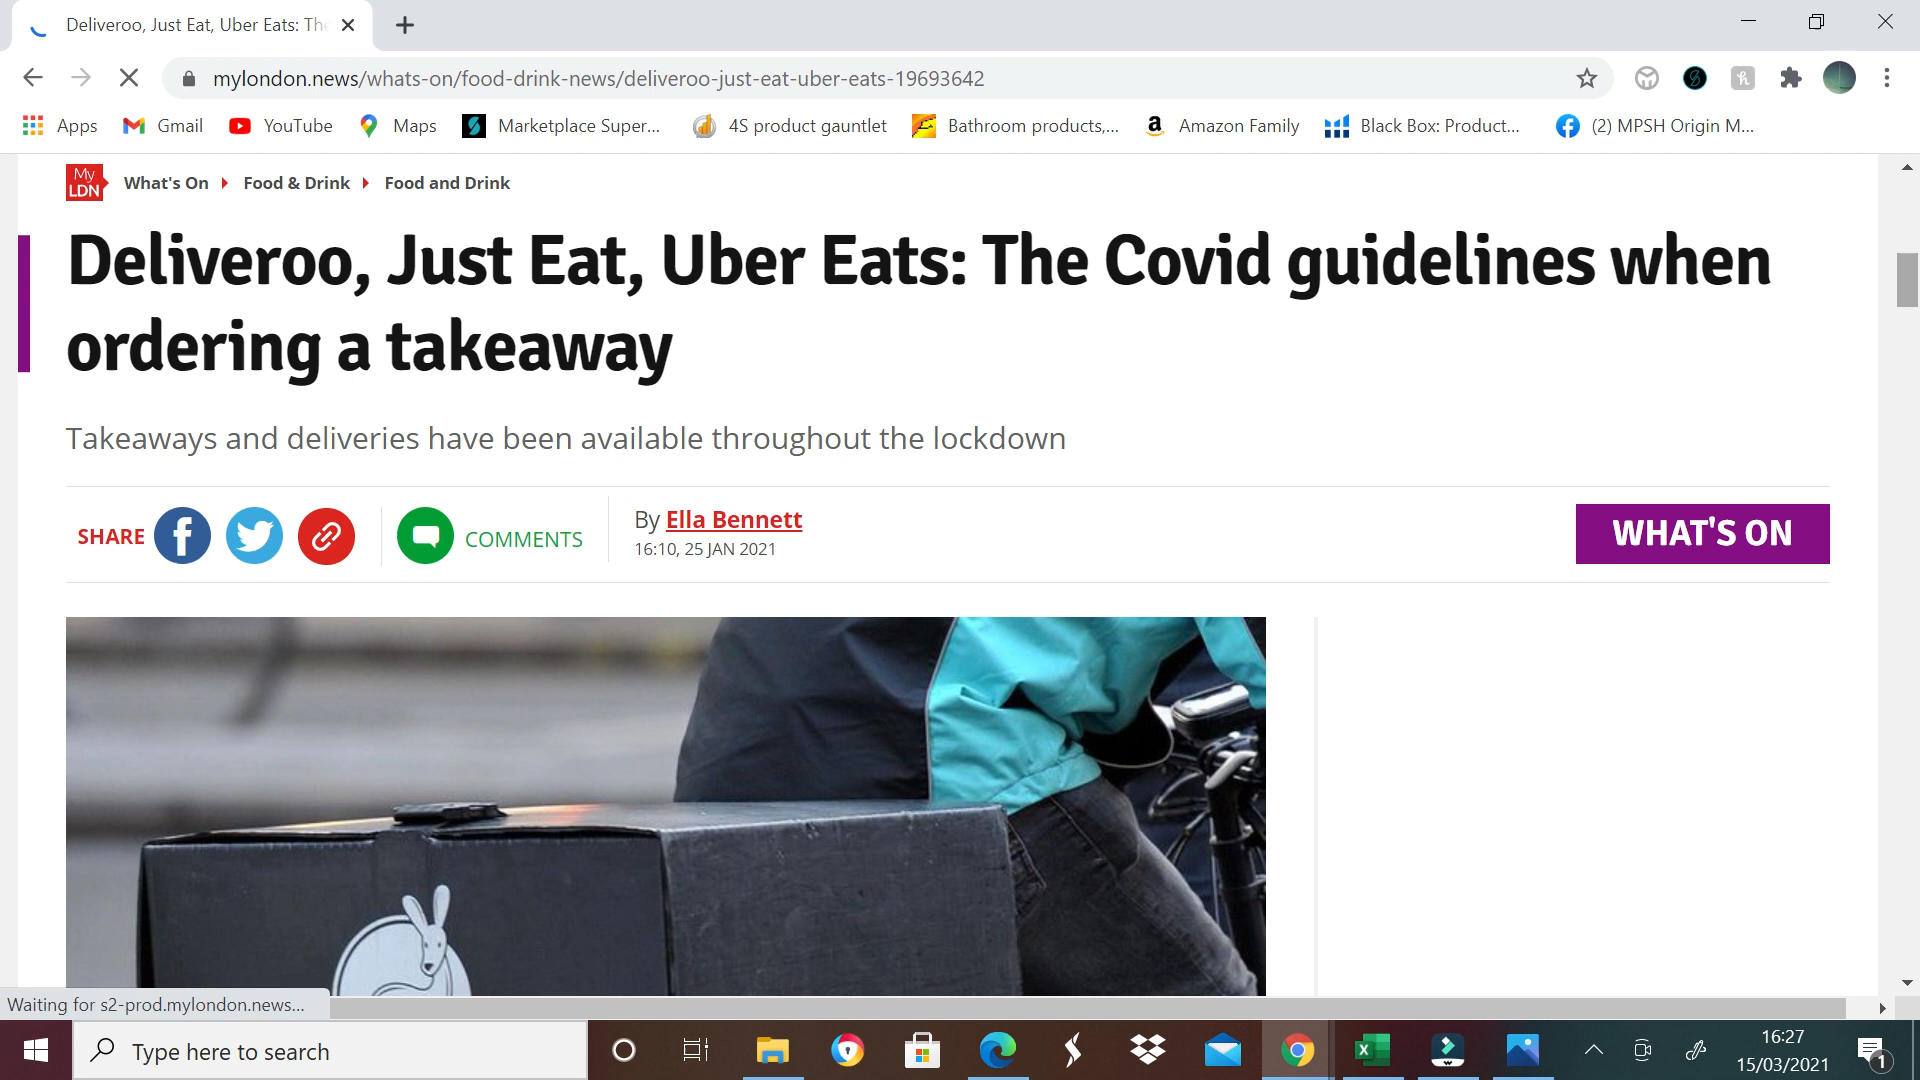 Deliveroo, Just Eat, Uber Eats: The
mylondon.news/whats-on/food-drink-news/deliveroo-just-eat-uber-eats-19693642
Apps Gmail YouTube Maps Marketplace Super... 4S product gauntlet Bathroom products,... Amazon Family Black Box: Product... (2) MPSH Origin M...
My
LDN
What's On Food & Drink Food and Drink
Deliveroo, Just Eat, Uber Eats: The Covid guidelines when
ordering a takeaway
Takeaways and deliveries have been available throughout the lockdown
SHARE COMMENTS
By Ella Bennett
16:10, 25 JAN 2021
WHAT'S ON
Waiting for s2-prod.mylondon.news...
Type here to search
16:27
15/03/2021
1